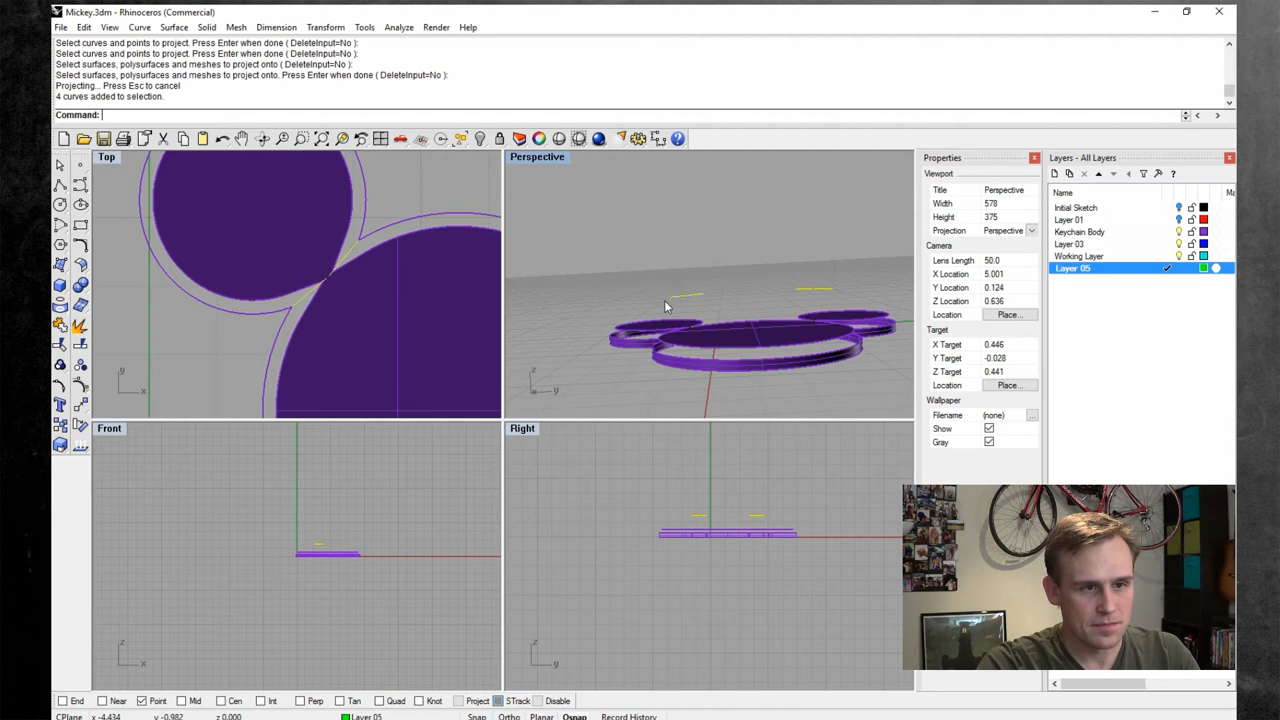 Mickey.3dm - Rhinoceros (Commercial)
File Edit View Curve Surface Solid Mesh Dimension Transform Tools Analyze Render Help
Select curves and points to project. Press Enter when done ( DeleteInput=No ):
Select curves and points to project. Press Enter when done ( DeleteInput=No ):
Select surfaces, polysurfaces and meshes to project onto ( DeleteInput=No ):
Select surfaces, polysurfaces and meshes to project onto. Press Enter when done ( DeleteInput=No ):
Projecting... Press Esc to cancel
4 curves added to selection.
Command:
Top
y
x
Perspective
z
x y
Front
z
x
Right
z
y
Properties
Viewport
Title Perspective
Width 578
Height 375
Projection Perspective
Camera
Lens Length 50.0
X Location 5.001
Y Location 0.124
Z Location 0.636
Location Place...
Target
X Target 0.446
Y Target -0.028
Z Target 0.441
Location Place...
Wallpaper
Filename (none) ...
Show
Gray
Layers - All Layers
Name Ma
Initial Sketch
Layer 01
Keychain Body
Layer 03
Working Layer
Layer 05
End Near Point Mid Cen Int Perp Tan Quad Knot Project STrack Disable
CPlane x -4.434 y -0.982 z 0.000 Layer 05 Snap Ortho Planar Osnap Record History